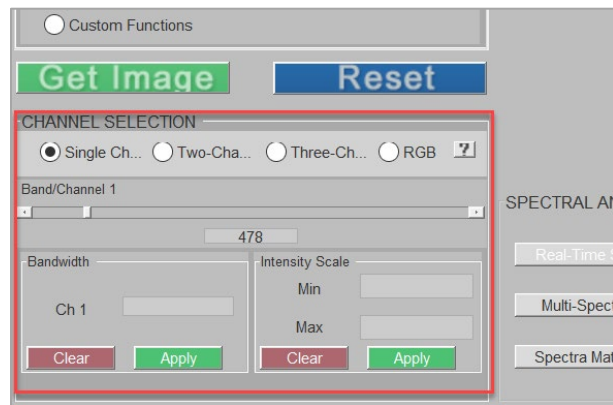 Custom Functions
Get Image Reset
CHANNEL SELECTION
Single Ch... Two-Cha... Three-Ch... RGB ?
Band/Channel 1
478
SPECTRAL AN
Bandwidth Intensity Scale
Real-Time S
Min
Ch 1
Multi-Spect
Max
Clear Apply Clear Apply
Spectra Mat